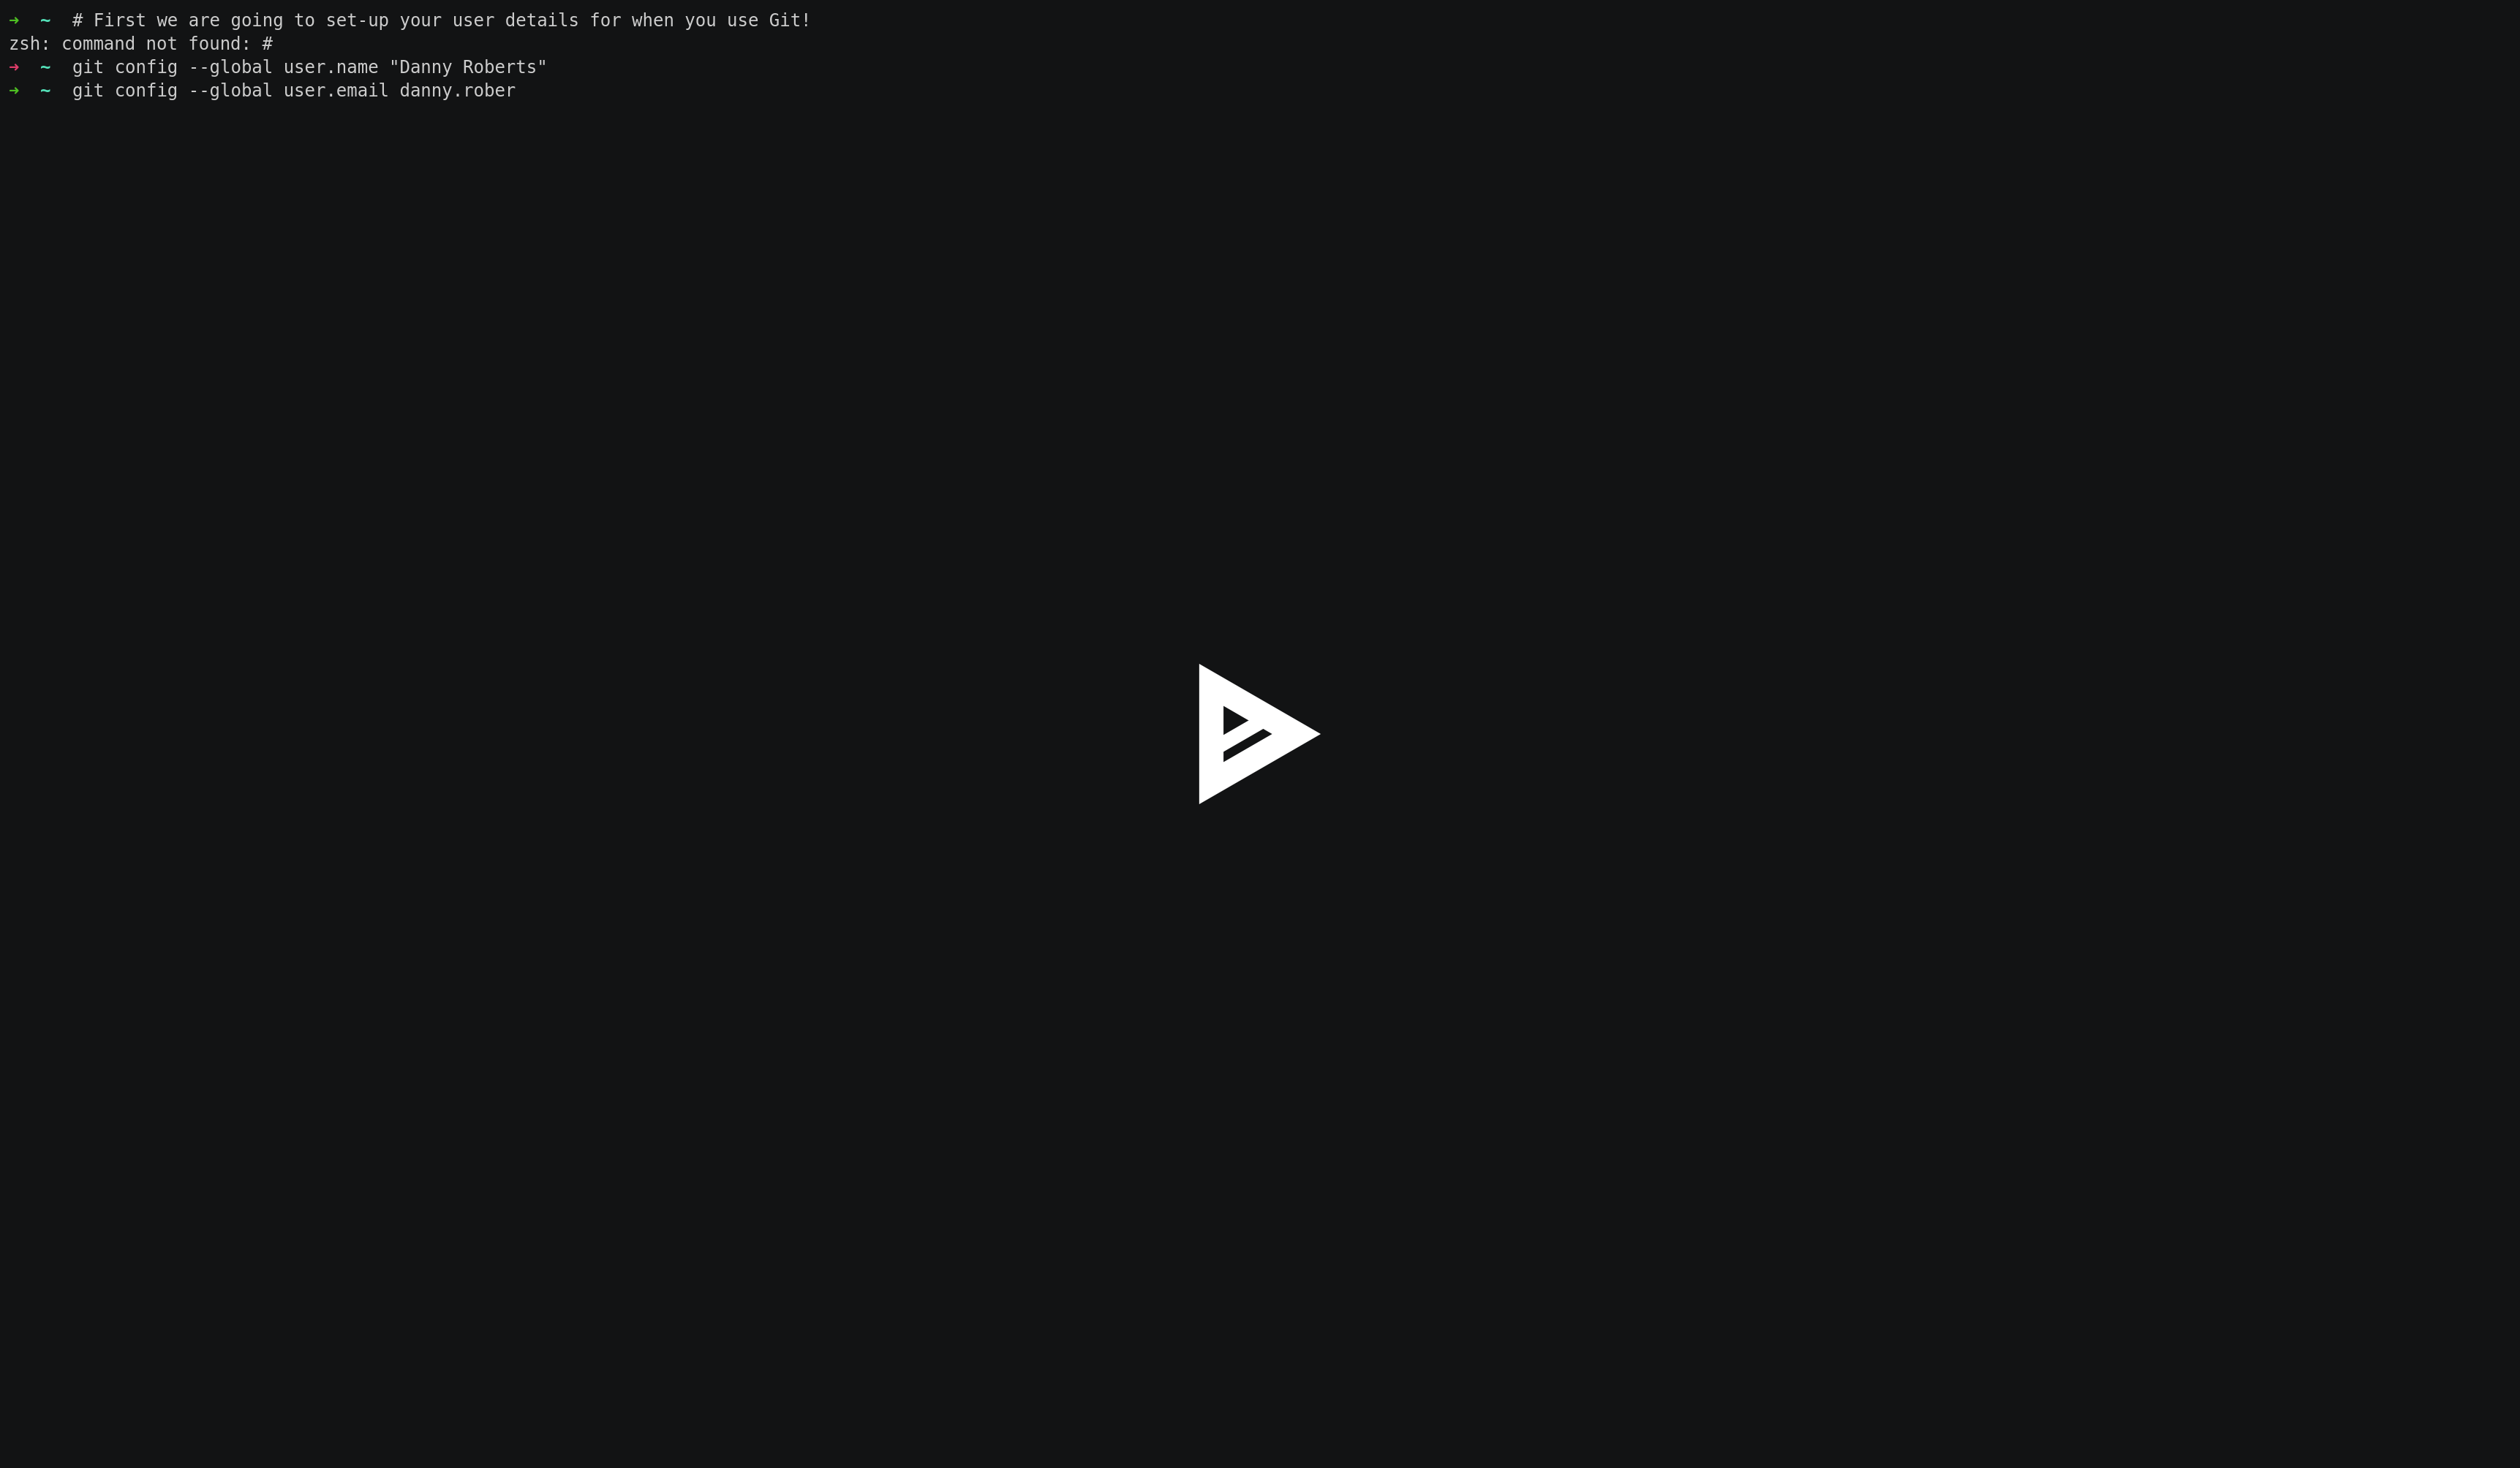 ➜  ~  # First we are going to set-up your user details for when you use Git!
zsh: command not found: #
➜  ~  git config --global user.name "Danny Roberts"
➜  ~  git config --global user.email danny.rober